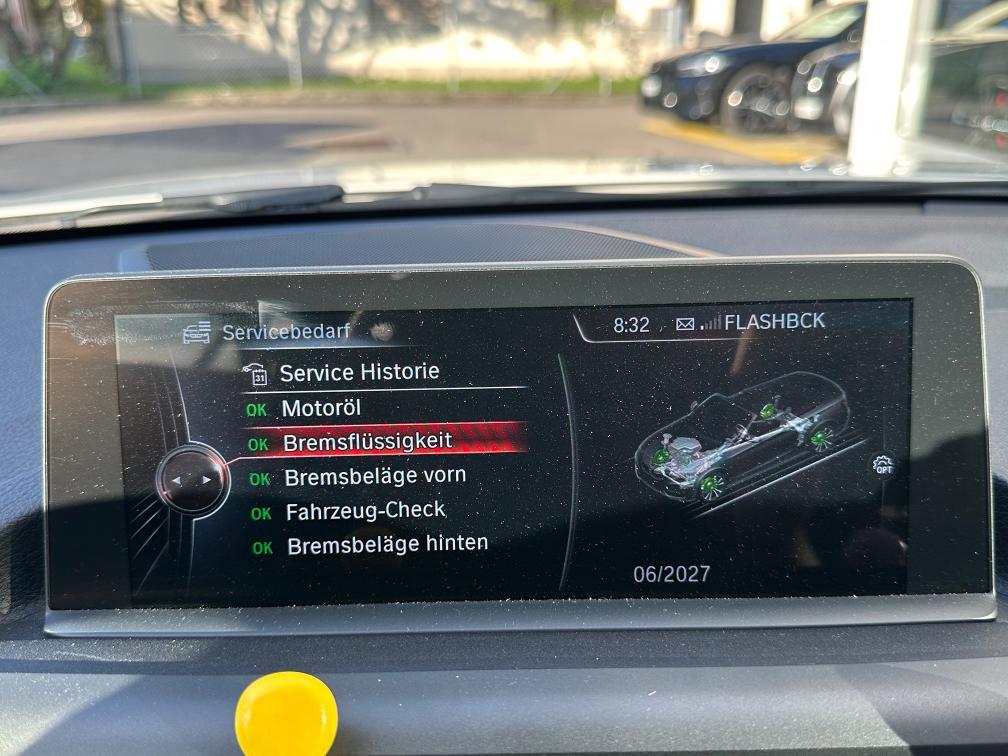 Servicebedarf
8:32 FLASHBCK
31 Service Historie
OK Motoröl
OK Bremsflüssigkeit
OK Bremsbeläge vorn
OK Fahrzeug-Check
OK Bremsbeläge hinten
OPT
06/2027